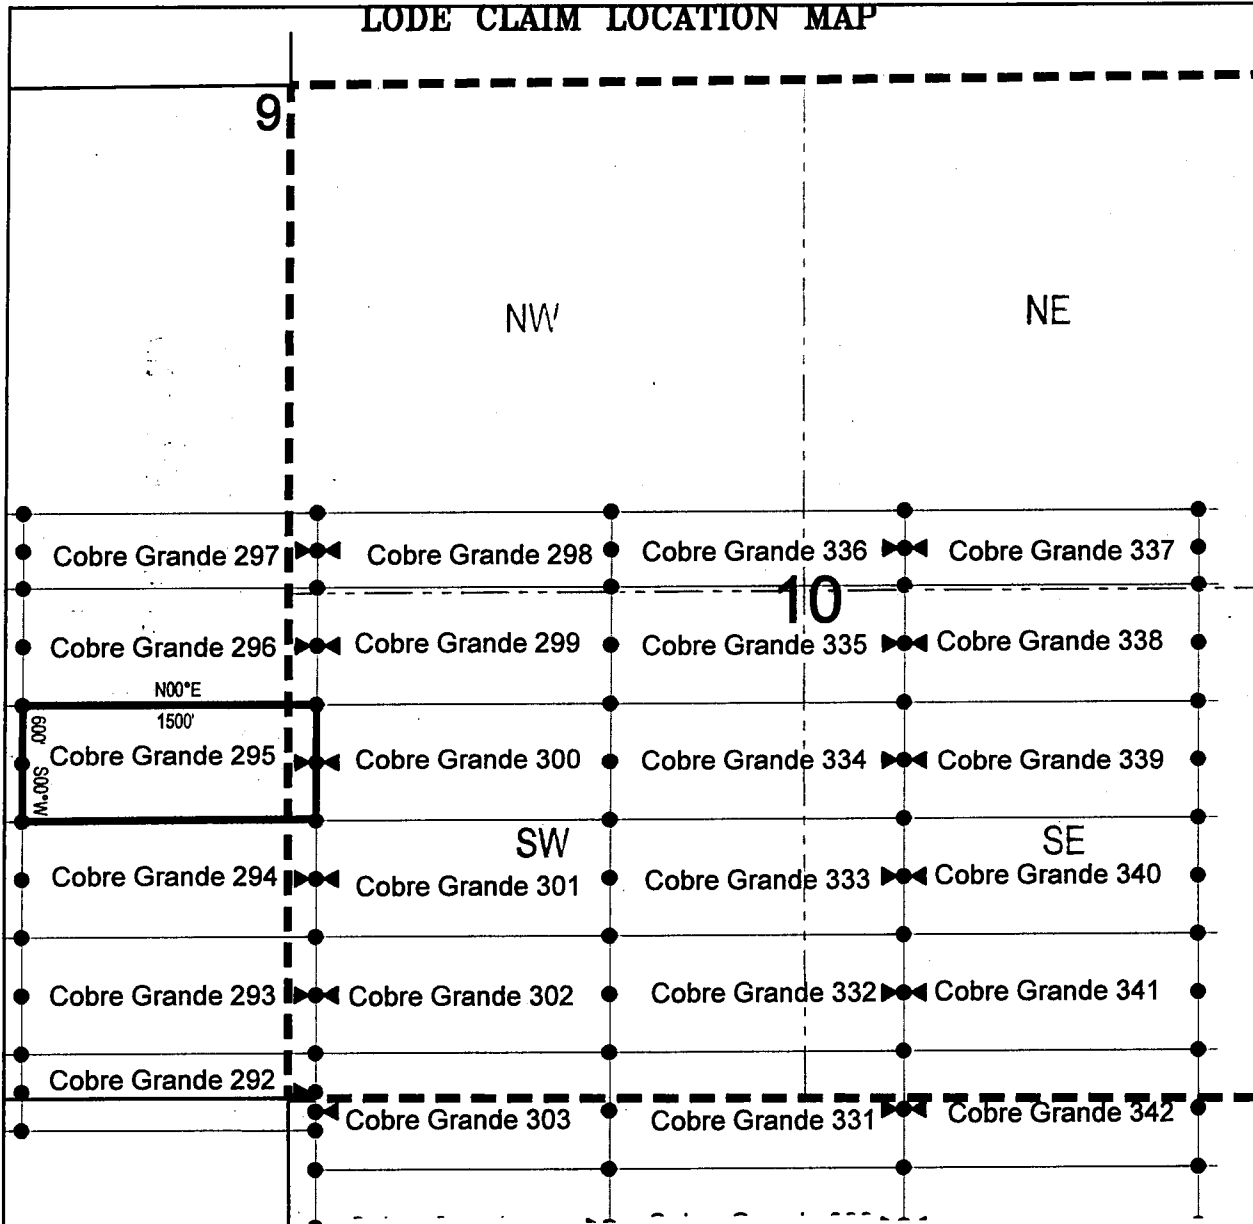 LODE CLAIM LOCATION MAP
9
NW
NE
Cobre Grande 297
Cobre Grande 298
Cobre Grande 336
Cobre Grande 337
10
Cobre Grande 296
Cobre Grande 299
Cobre Grande 335
Cobre Grande 338
N00°E
1500'
600'
S00°W
Cobre Grande 295
Cobre Grande 300
Cobre Grande 334
Cobre Grande 339
SW
SE
Cobre Grande 294
Cobre Grande 301
Cobre Grande 333
Cobre Grande 340
Cobre Grande 293
Cobre Grande 302
Cobre Grande 332
Cobre Grande 341
Cobre Grande 292
Cobre Grande 303
Cobre Grande 331
Cobre Grande 342